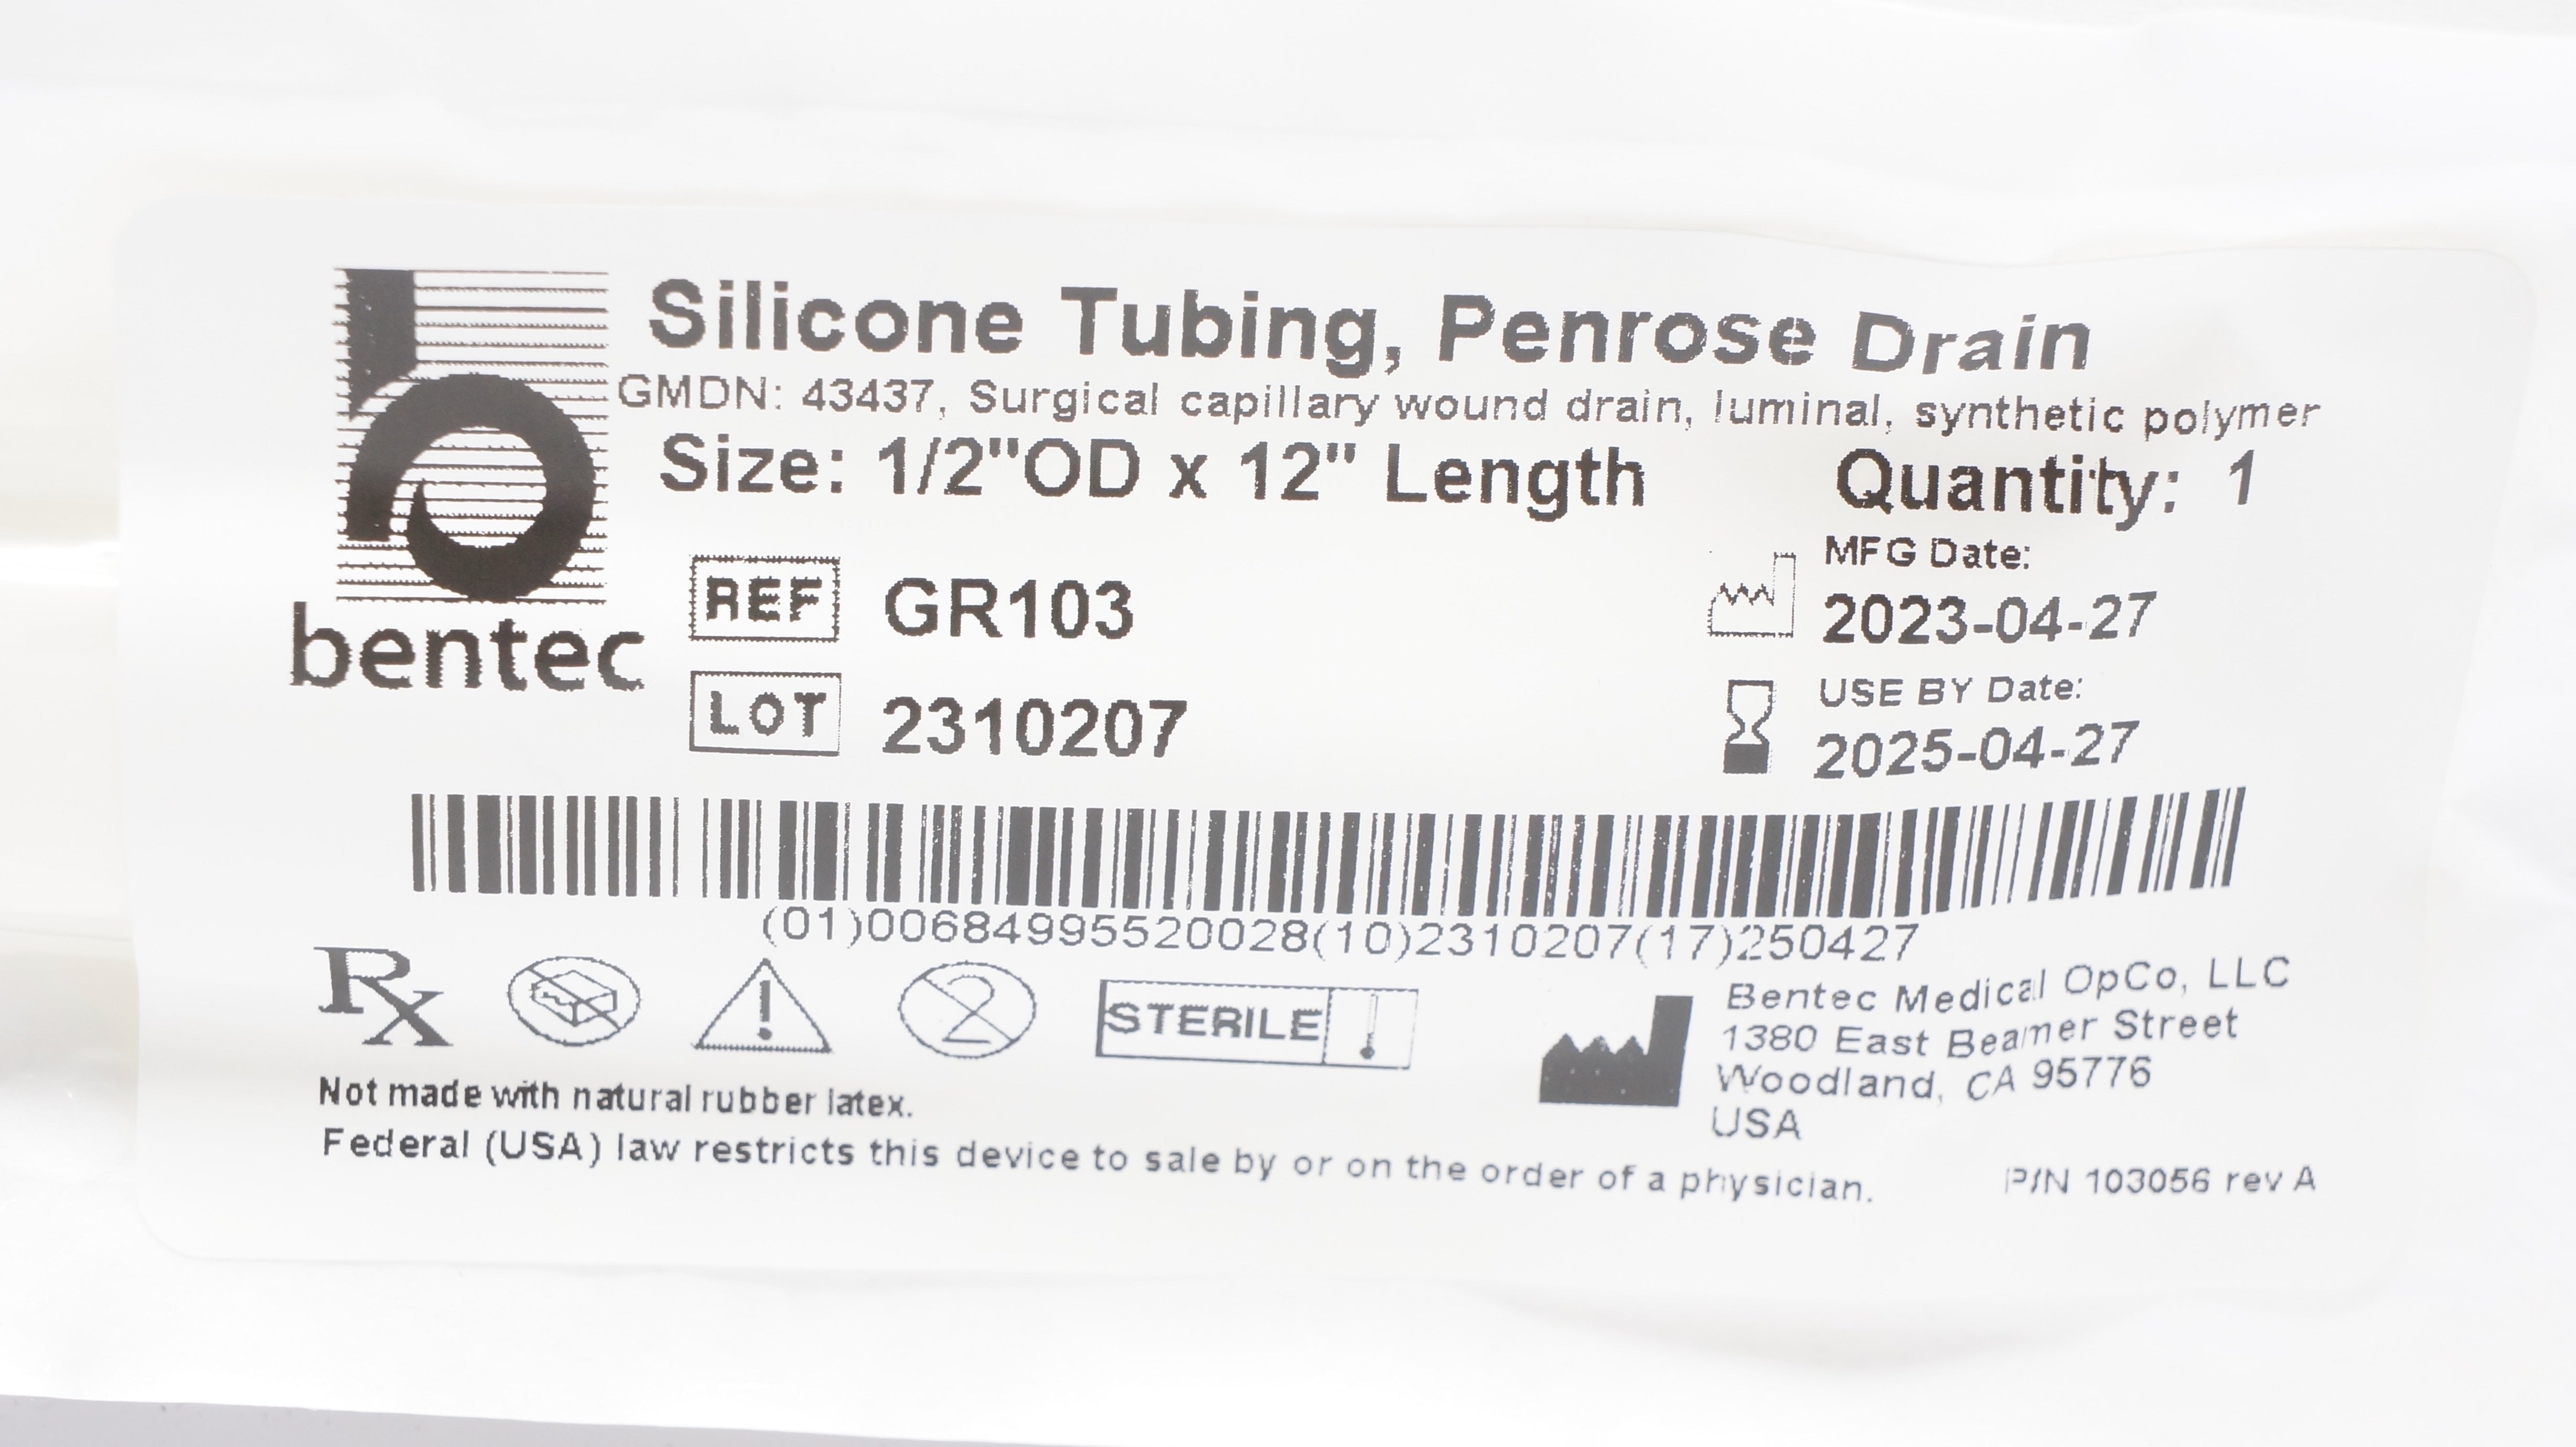 Silicone Tubing, Penrose Drain
GMDN: 43437, Surgical capillary wound drain, luminal, synthetic polymer
Size: 1/2"OD x 12" Length
Quantity: 1
bentec
REF GR103
LOT 2310207
MFG Date:
2023-04-27
USE BY Date:
2025-04-27
(01)00684995520028(10)2310207(17)250427
Rx
2
STERILE
Bentec Medical OpCo, LLC
1380 East Beamer Street
Woodland, CA 95776
USA
Not made with natural rubber latex.
Federal (USA) law restricts this device to sale by or on the order of a physician.
P/N 103056 rev A